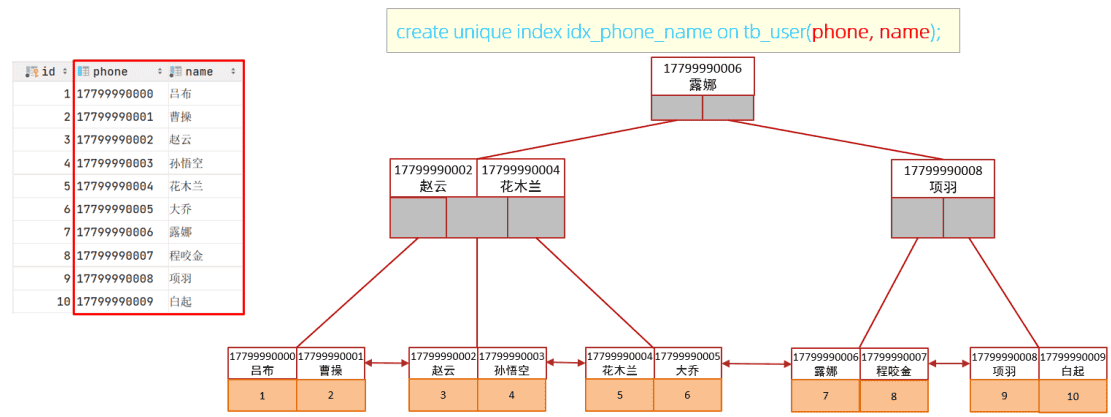 create unique index idx_phone_name on tb_user(phone, name);
id phone name
1 17799990000 吕布
2 17799990001 曹操
3 17799990002 赵云
4 17799990003 孙悟空
5 17799990004 花木兰
6 17799990005 大乔
7 17799990006 露娜
8 17799990007 程咬金
9 17799990008 项羽
10 17799990009 白起
17799990006
露娜
17799990002 17799990004
赵云 花木兰
17799990008
项羽
17799990000 17799990001
吕布 曹操
1 2
17799990002 17799990003
赵云 孙悟空
3 4
17799990004 17799990005
花木兰 大乔
5 6
17799990006 17799990007
露娜 程咬金
7 8
17799990008 17799990009
项羽 白起
9 10